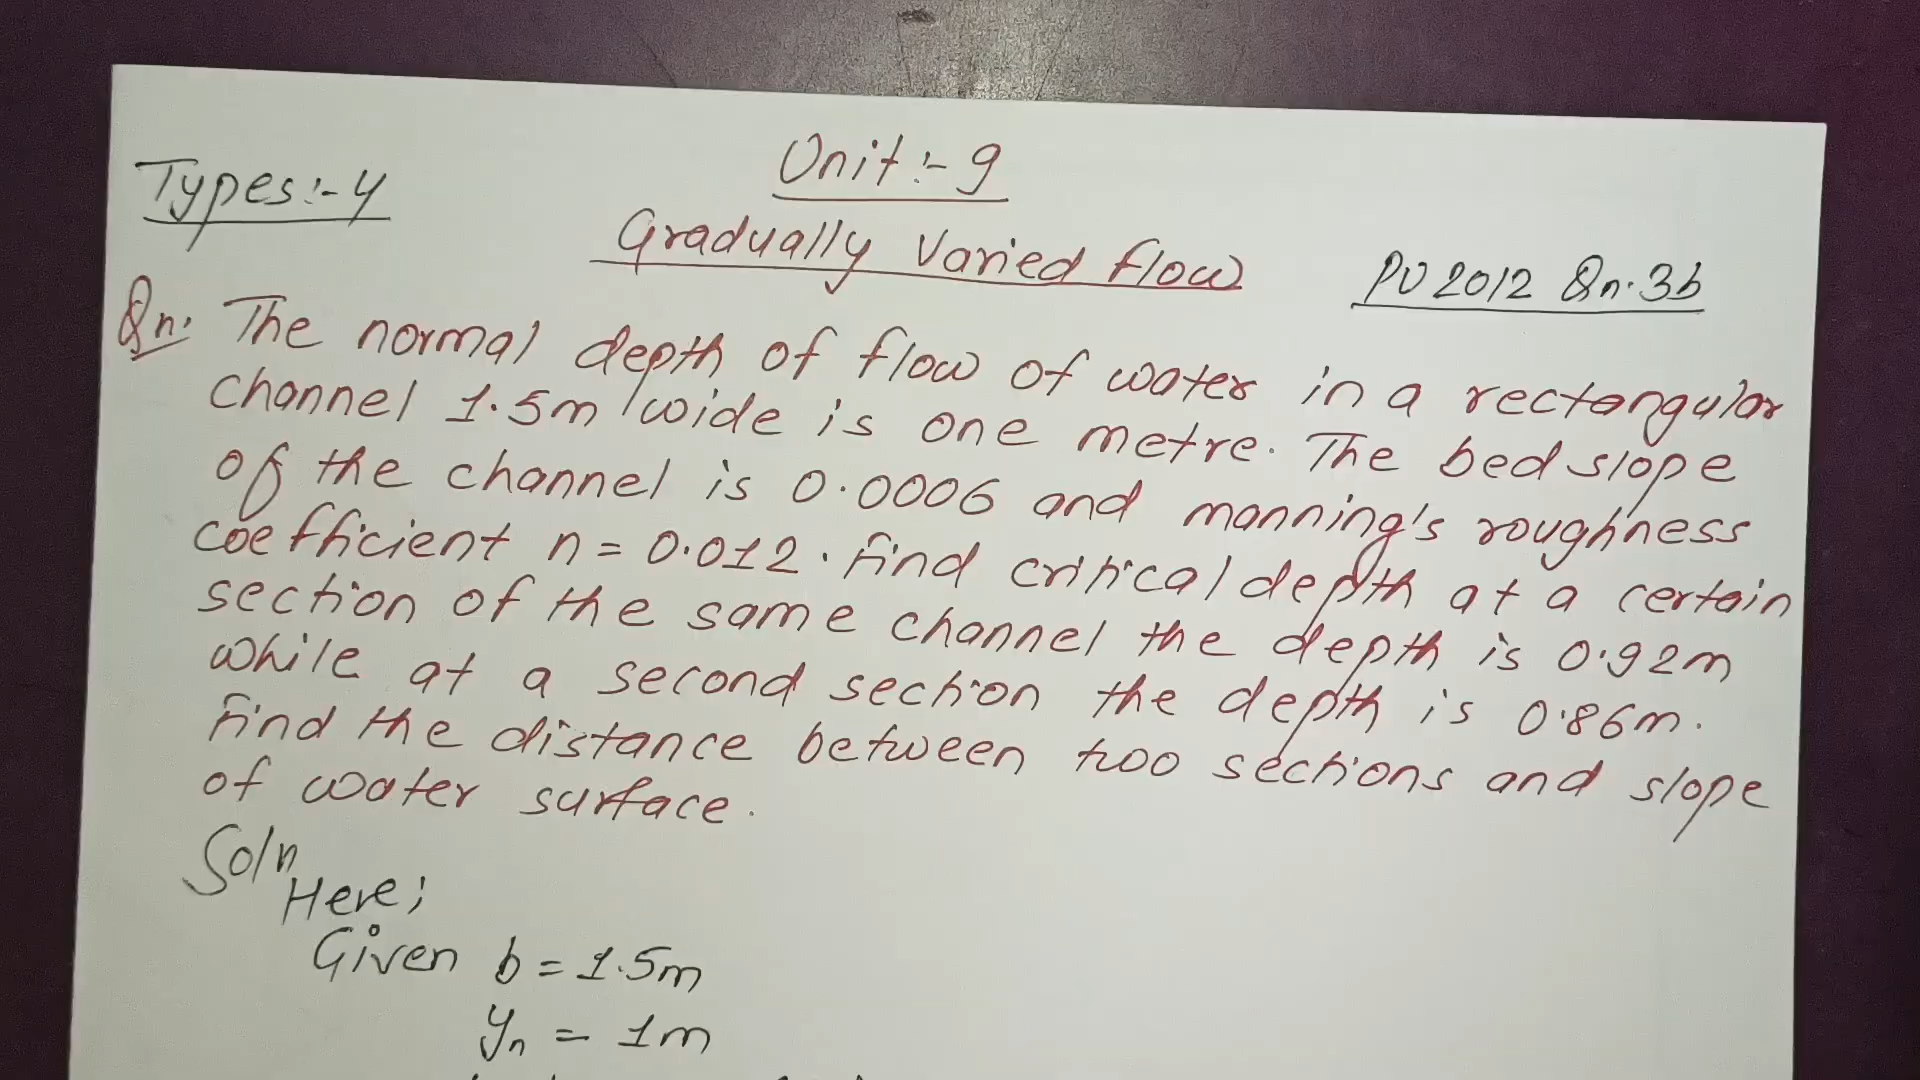 Types:-4
Unit:-9
Gradually Varied flow
PU 2012 Qn.3b
Qn. The normal depth of flow of water in a rectangular
channel 1.5m wide is one metre. The bed slope
of the channel is 0.0006 and manning's roughness
coefficient n = 0.012. Find critical depth at a certain
section of the same channel the depth is 0.92m
while at a second section the depth is 0.86m.
Find the distance between two sections and slope
of water surface.
Soln
Here;
Given b = 1.5m
yn = 1m